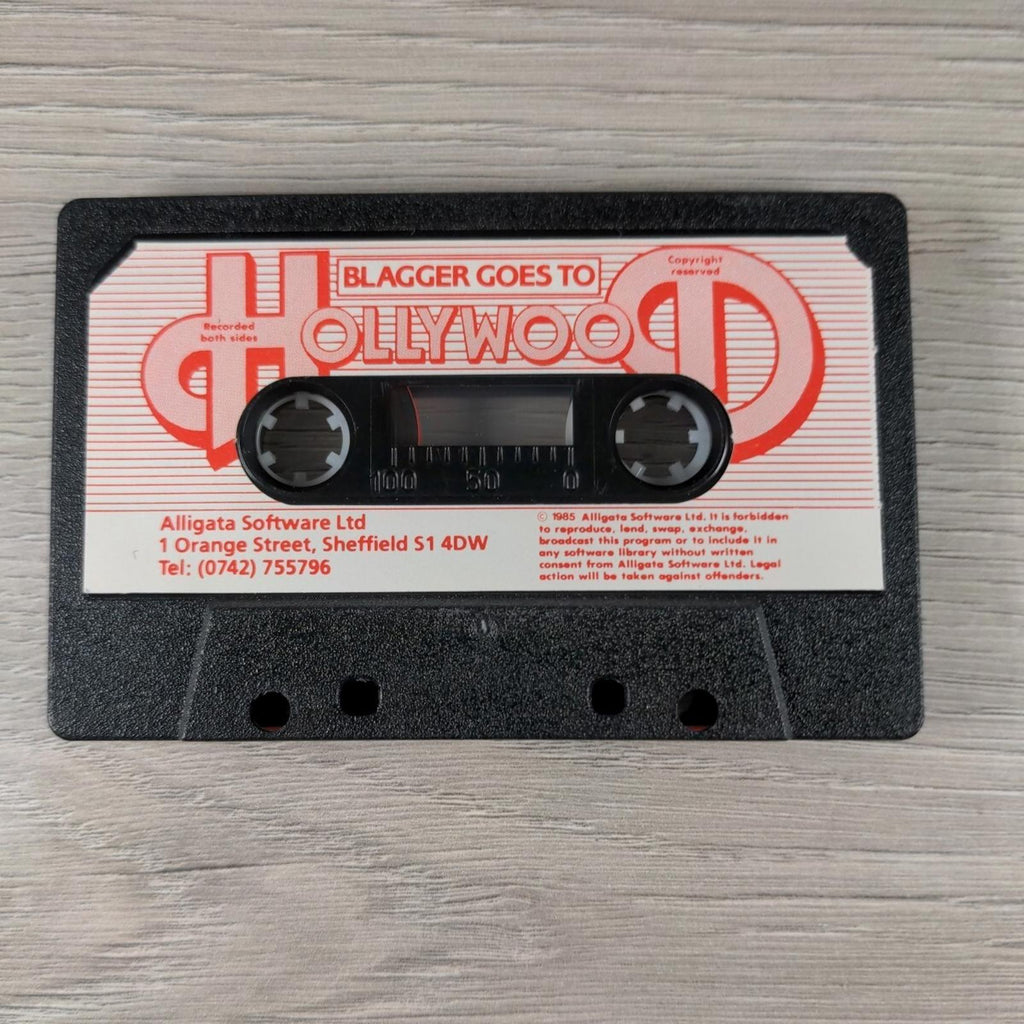 BLAGGER GOES TO
HOLLYWOOD
Copyright
reserved
Recorded
both sides
100 50 0
Alligata Software Ltd
1 Orange Street, Sheffield S1 4DW
Tel: (0742) 755796
© 1985 Alligata Software Ltd. It is forbidden
to reproduce, lend, swap, exchange,
broadcast this program or to include it in
any software library without written
consent from Alligata Software Ltd. Legal
action will be taken against offenders.